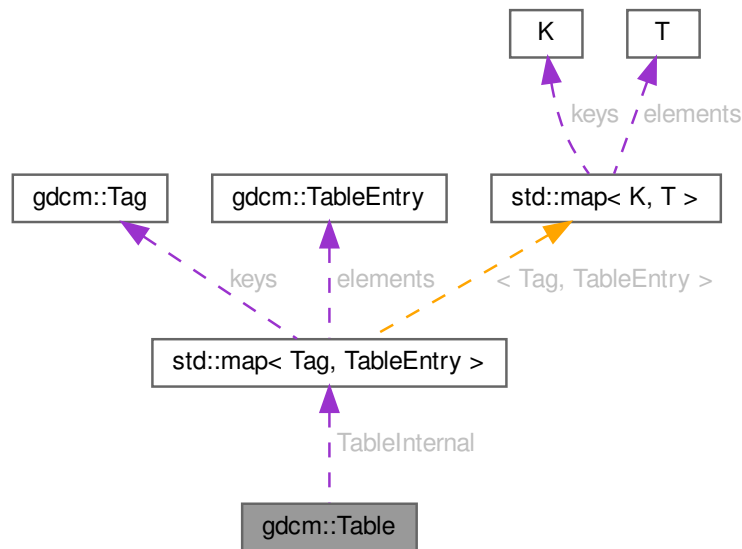 K
T
keys
elements
gdcm::Tag
gdcm::TableEntry
std::map< K, T >
keys
elements
< Tag, TableEntry >
std::map< Tag, TableEntry >
TableInternal
gdcm::Table